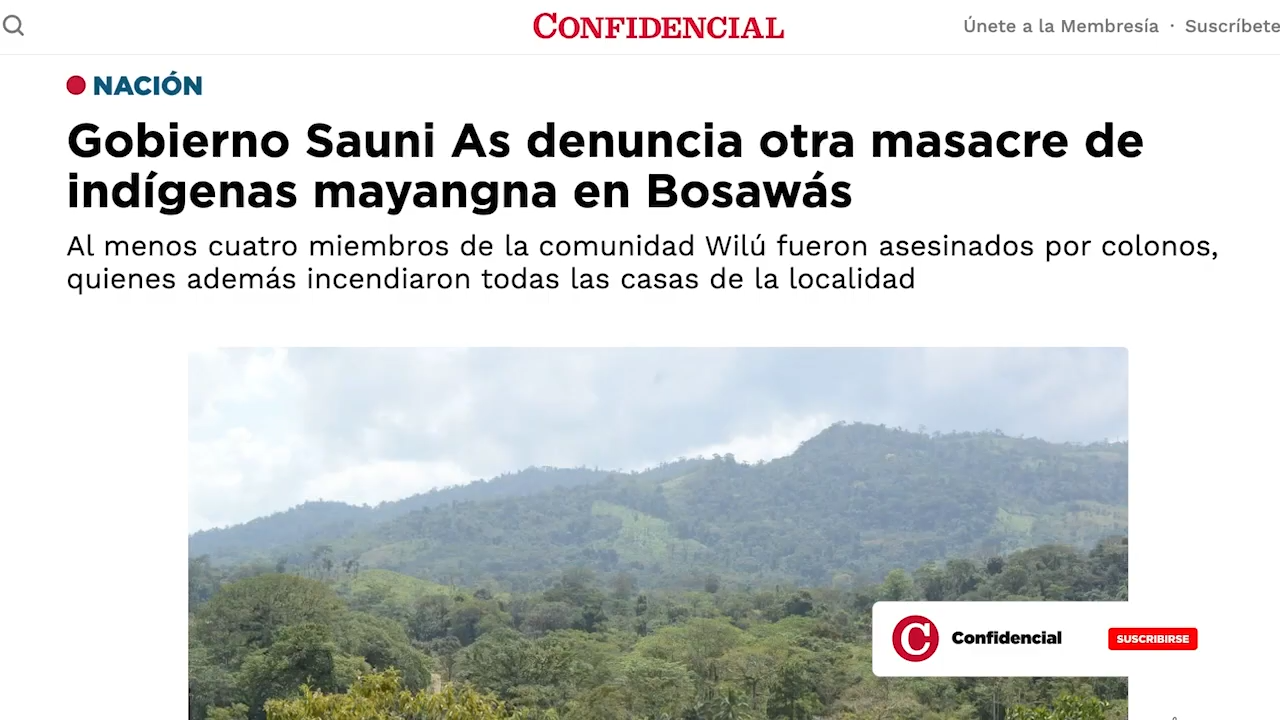 CONFIDENCIAL
Únete a la Membresía · Suscríbete
NACIÓN
Gobierno Sauni As denuncia otra masacre de
indígenas mayangna en Bosawás
Al menos cuatro miembros de la comunidad Wilú fueron asesinados por colonos,
quienes además incendiaron todas las casas de la localidad
C Confidencial SUSCRIBIRSE